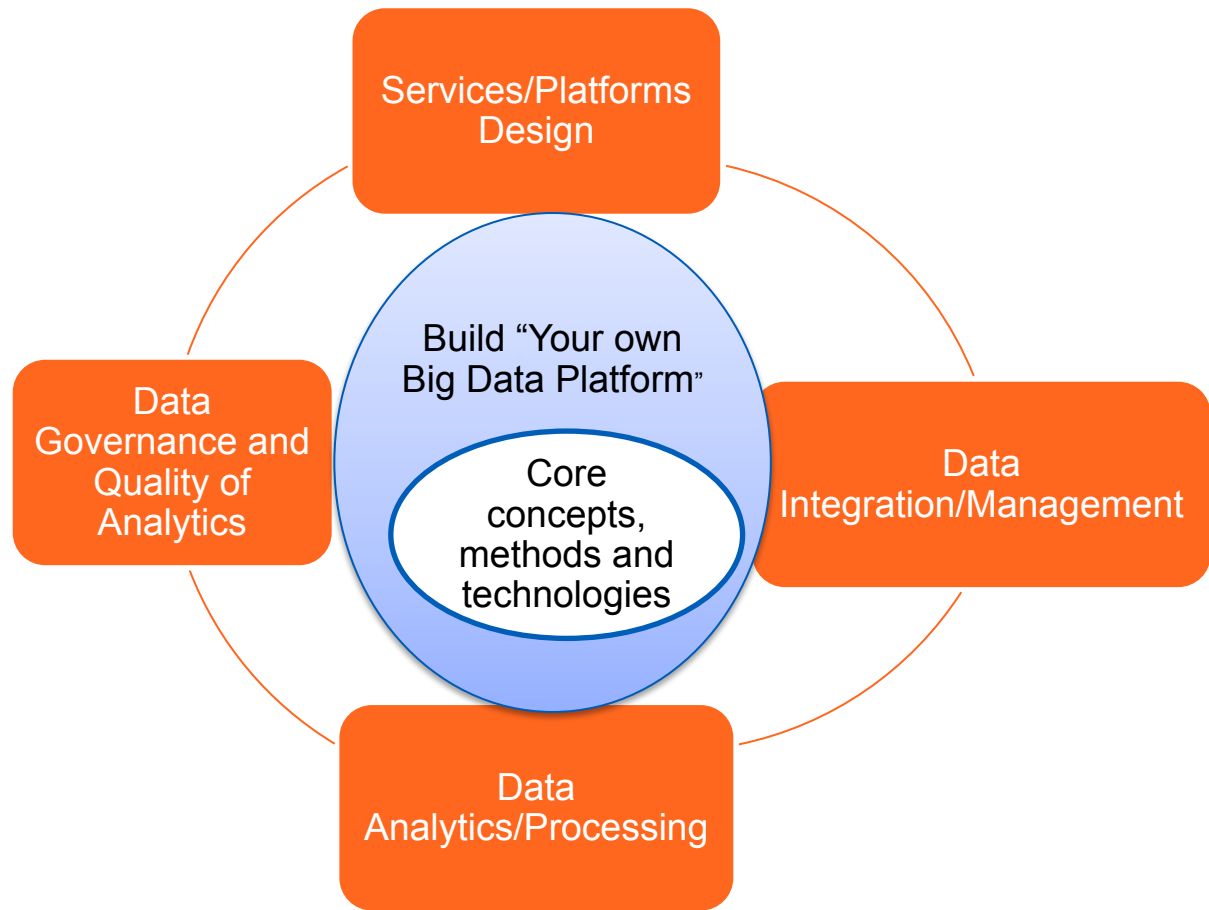 Services/Platforms
Design
Build “Your own
Big Data Platform”
Data
Governance and
Quality of
Analytics
Core
concepts,
methods and
technologies
Data
Integration/Management
Data
Analytics/Processing